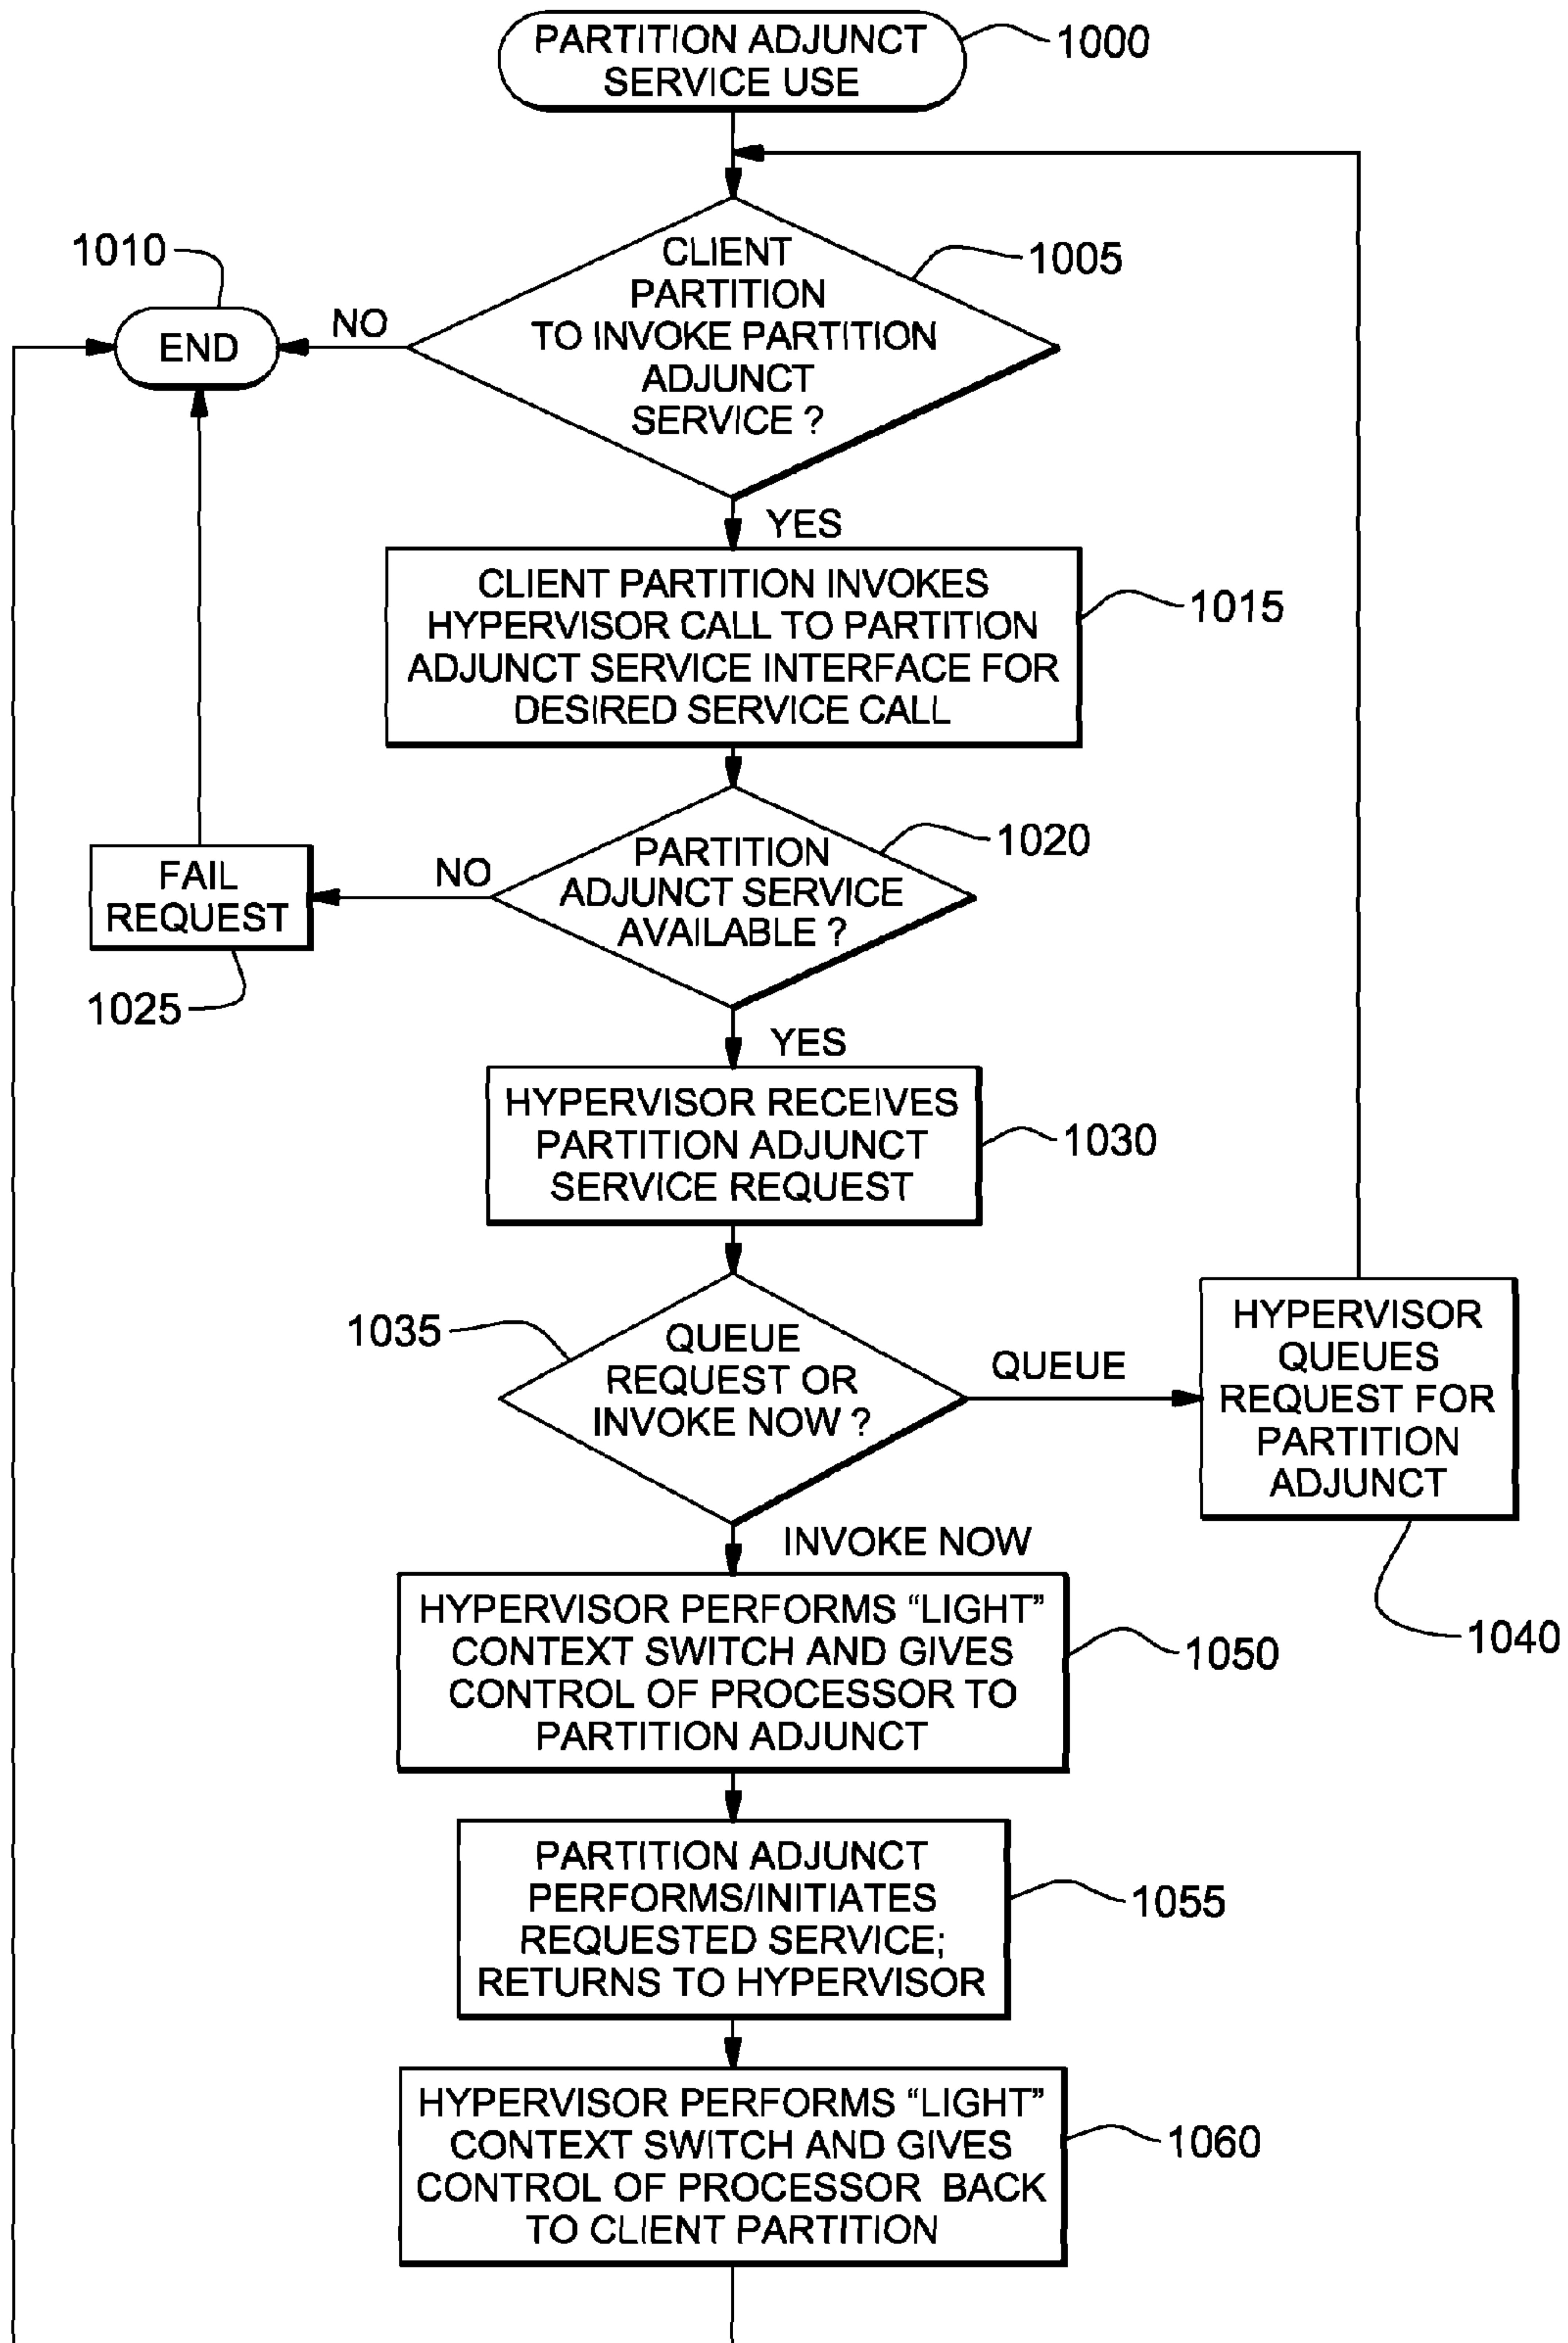 PARTITION ADJUNCT
SERVICE USE
1000
CLIENT
PARTITION
TO INVOKE PARTITION
ADJUNCT
SERVICE ?
1005
1010
END
NO
YES
CLIENT PARTITION INVOKES
HYPERVISOR CALL TO PARTITION
ADJUNCT SERVICE INTERFACE FOR
DESIRED SERVICE CALL
1015
PARTITION
ADJUNCT SERVICE
AVAILABLE ?
1020
NO
FAIL
REQUEST
1025
YES
HYPERVISOR RECEIVES
PARTITION ADJUNCT
SERVICE REQUEST
1030
1035
QUEUE
REQUEST OR
INVOKE NOW ?
QUEUE
HYPERVISOR
QUEUES
REQUEST FOR
PARTITION
ADJUNCT
1040
INVOKE NOW
HYPERVISOR PERFORMS “LIGHT”
CONTEXT SWITCH AND GIVES
CONTROL OF PROCESSOR TO
PARTITION ADJUNCT
1050
PARTITION ADJUNCT
PERFORMS/INITIATES
REQUESTED SERVICE;
RETURNS TO HYPERVISOR
1055
HYPERVISOR PERFORMS “LIGHT”
CONTEXT SWITCH AND GIVES
CONTROL OF PROCESSOR BACK
TO CLIENT PARTITION
1060